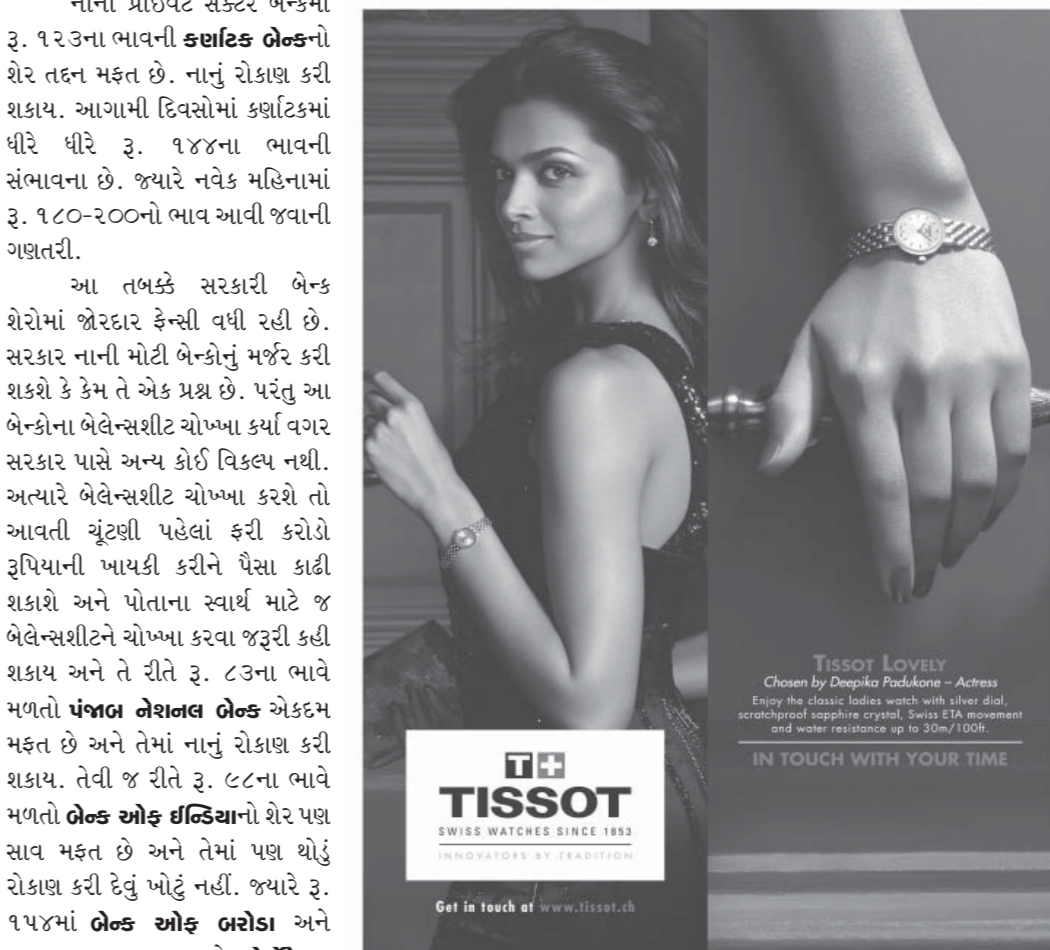 નાની પ્રાઈવેટ સેક્ટર બેન્કમાં
રૂ. ૧૨૩ના ભાવની કર્ણાટક બેન્કનો
શેર તદ્દન મફત છે. નાનું રોકાણ કરી
શકાય. આગામી દિવસોમાં કર્ણાટકમાં
ધીરે ધીરે રૂ. ૧૪૪ના ભાવની
સંભાવના છે. જ્યારે નવેક મહિનામાં
રૂ. ૧૮૦-૨૦૦નો ભાવ આવી જવાની
ગણતરી.
આ તબક્કે સરકારી બેન્ક
શેરોમાં જોરદાર ફેન્સી વધી રહી છે.
સરકાર નાની મોટી બેન્કોનું મર્જર કરી
શકશે કે કેમ તે એક પ્રશ્ન છે. પરંતુ આ
બેન્કોના બેલેન્સશીટ ચોખ્ખા કર્યા વગર
સરકાર પાસે અન્ય કોઈ વિકલ્પ નથી.
અત્યારે બેલેન્સશીટ ચોખ્ખા કરશે તો
આવતી ચૂંટણી પહેલાં ફરી કરોડો
રૂપિયાની ખાયકી કરીને પૈસા કાઢી
શકાશે અને પોતાના સ્વાર્થ માટે જ
બેલેન્સશીટને ચોખ્ખા કરવા જરૂરી કહી
શકાય અને તે રીતે રૂ. ૮૩ના ભાવે
મળતો પંજાબ નેશનલ બેન્ક એકદમ
મફત છે અને તેમાં નાનું રોકાણ કરી
શકાય. તેવી જ રીતે રૂ. ૯૮ના ભાવે
મળતો બેન્ક ઓફ ઈન્ડિયાનો શેર પણ
સાવ મફત છે અને તેમાં પણ થોડું
રોકાણ કરી દેવું ખોટું નહીં. જ્યારે રૂ.
૧૫૪માં બેન્ક ઓફ બરોડા અને
TISSOT
SWISS WATCHES SINCE 1853
INNOVATORS BY TRADITION
Get in touch at www.tissot.ch
TISSOT LOVELY
Chosen by Deepika Padukone – Actress
Enjoy the classic ladies watch with silver dial,
scratchproof sapphire crystal, Swiss ETA movement
and water resistance up to 30m/100ft.
IN TOUCH WITH YOUR TIME